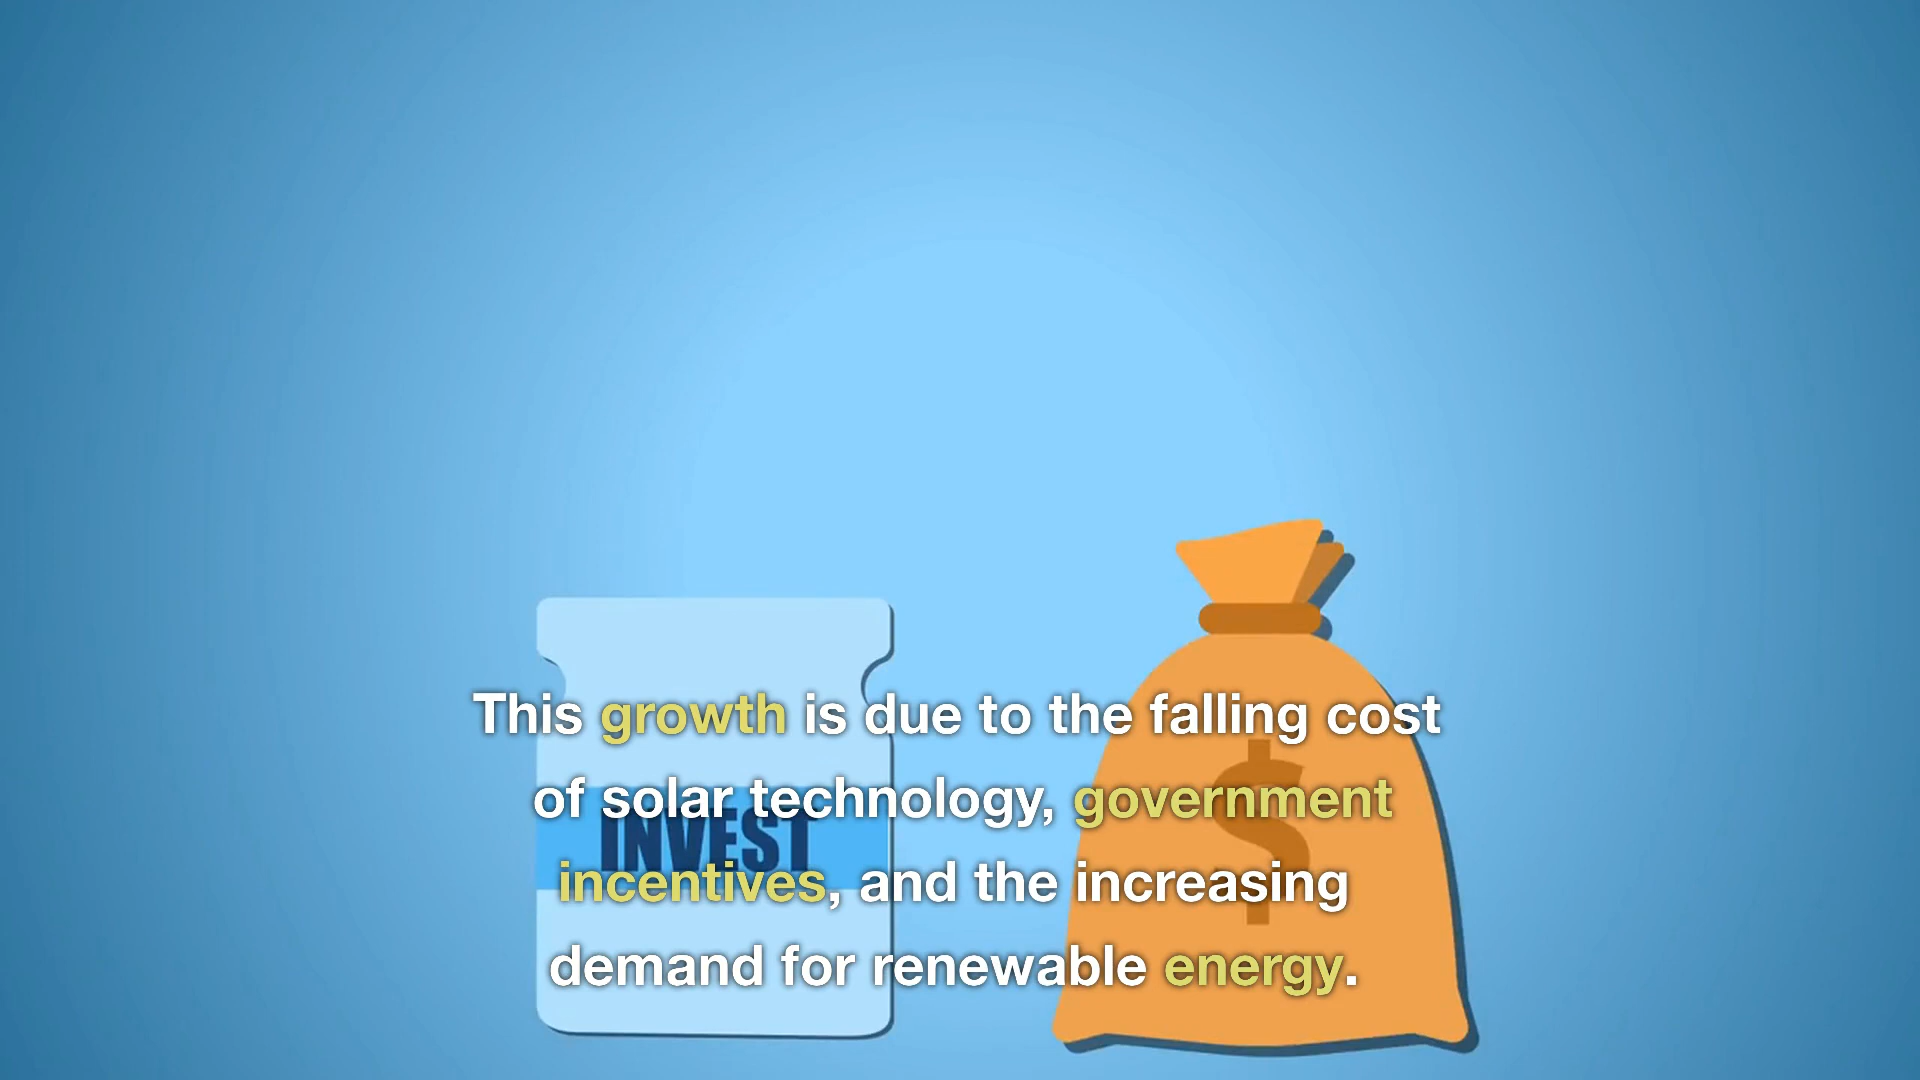 This growth is due to the falling cost
of solar technology, government
INVEST
$
incentives, and the increasing
demand for renewable energy.